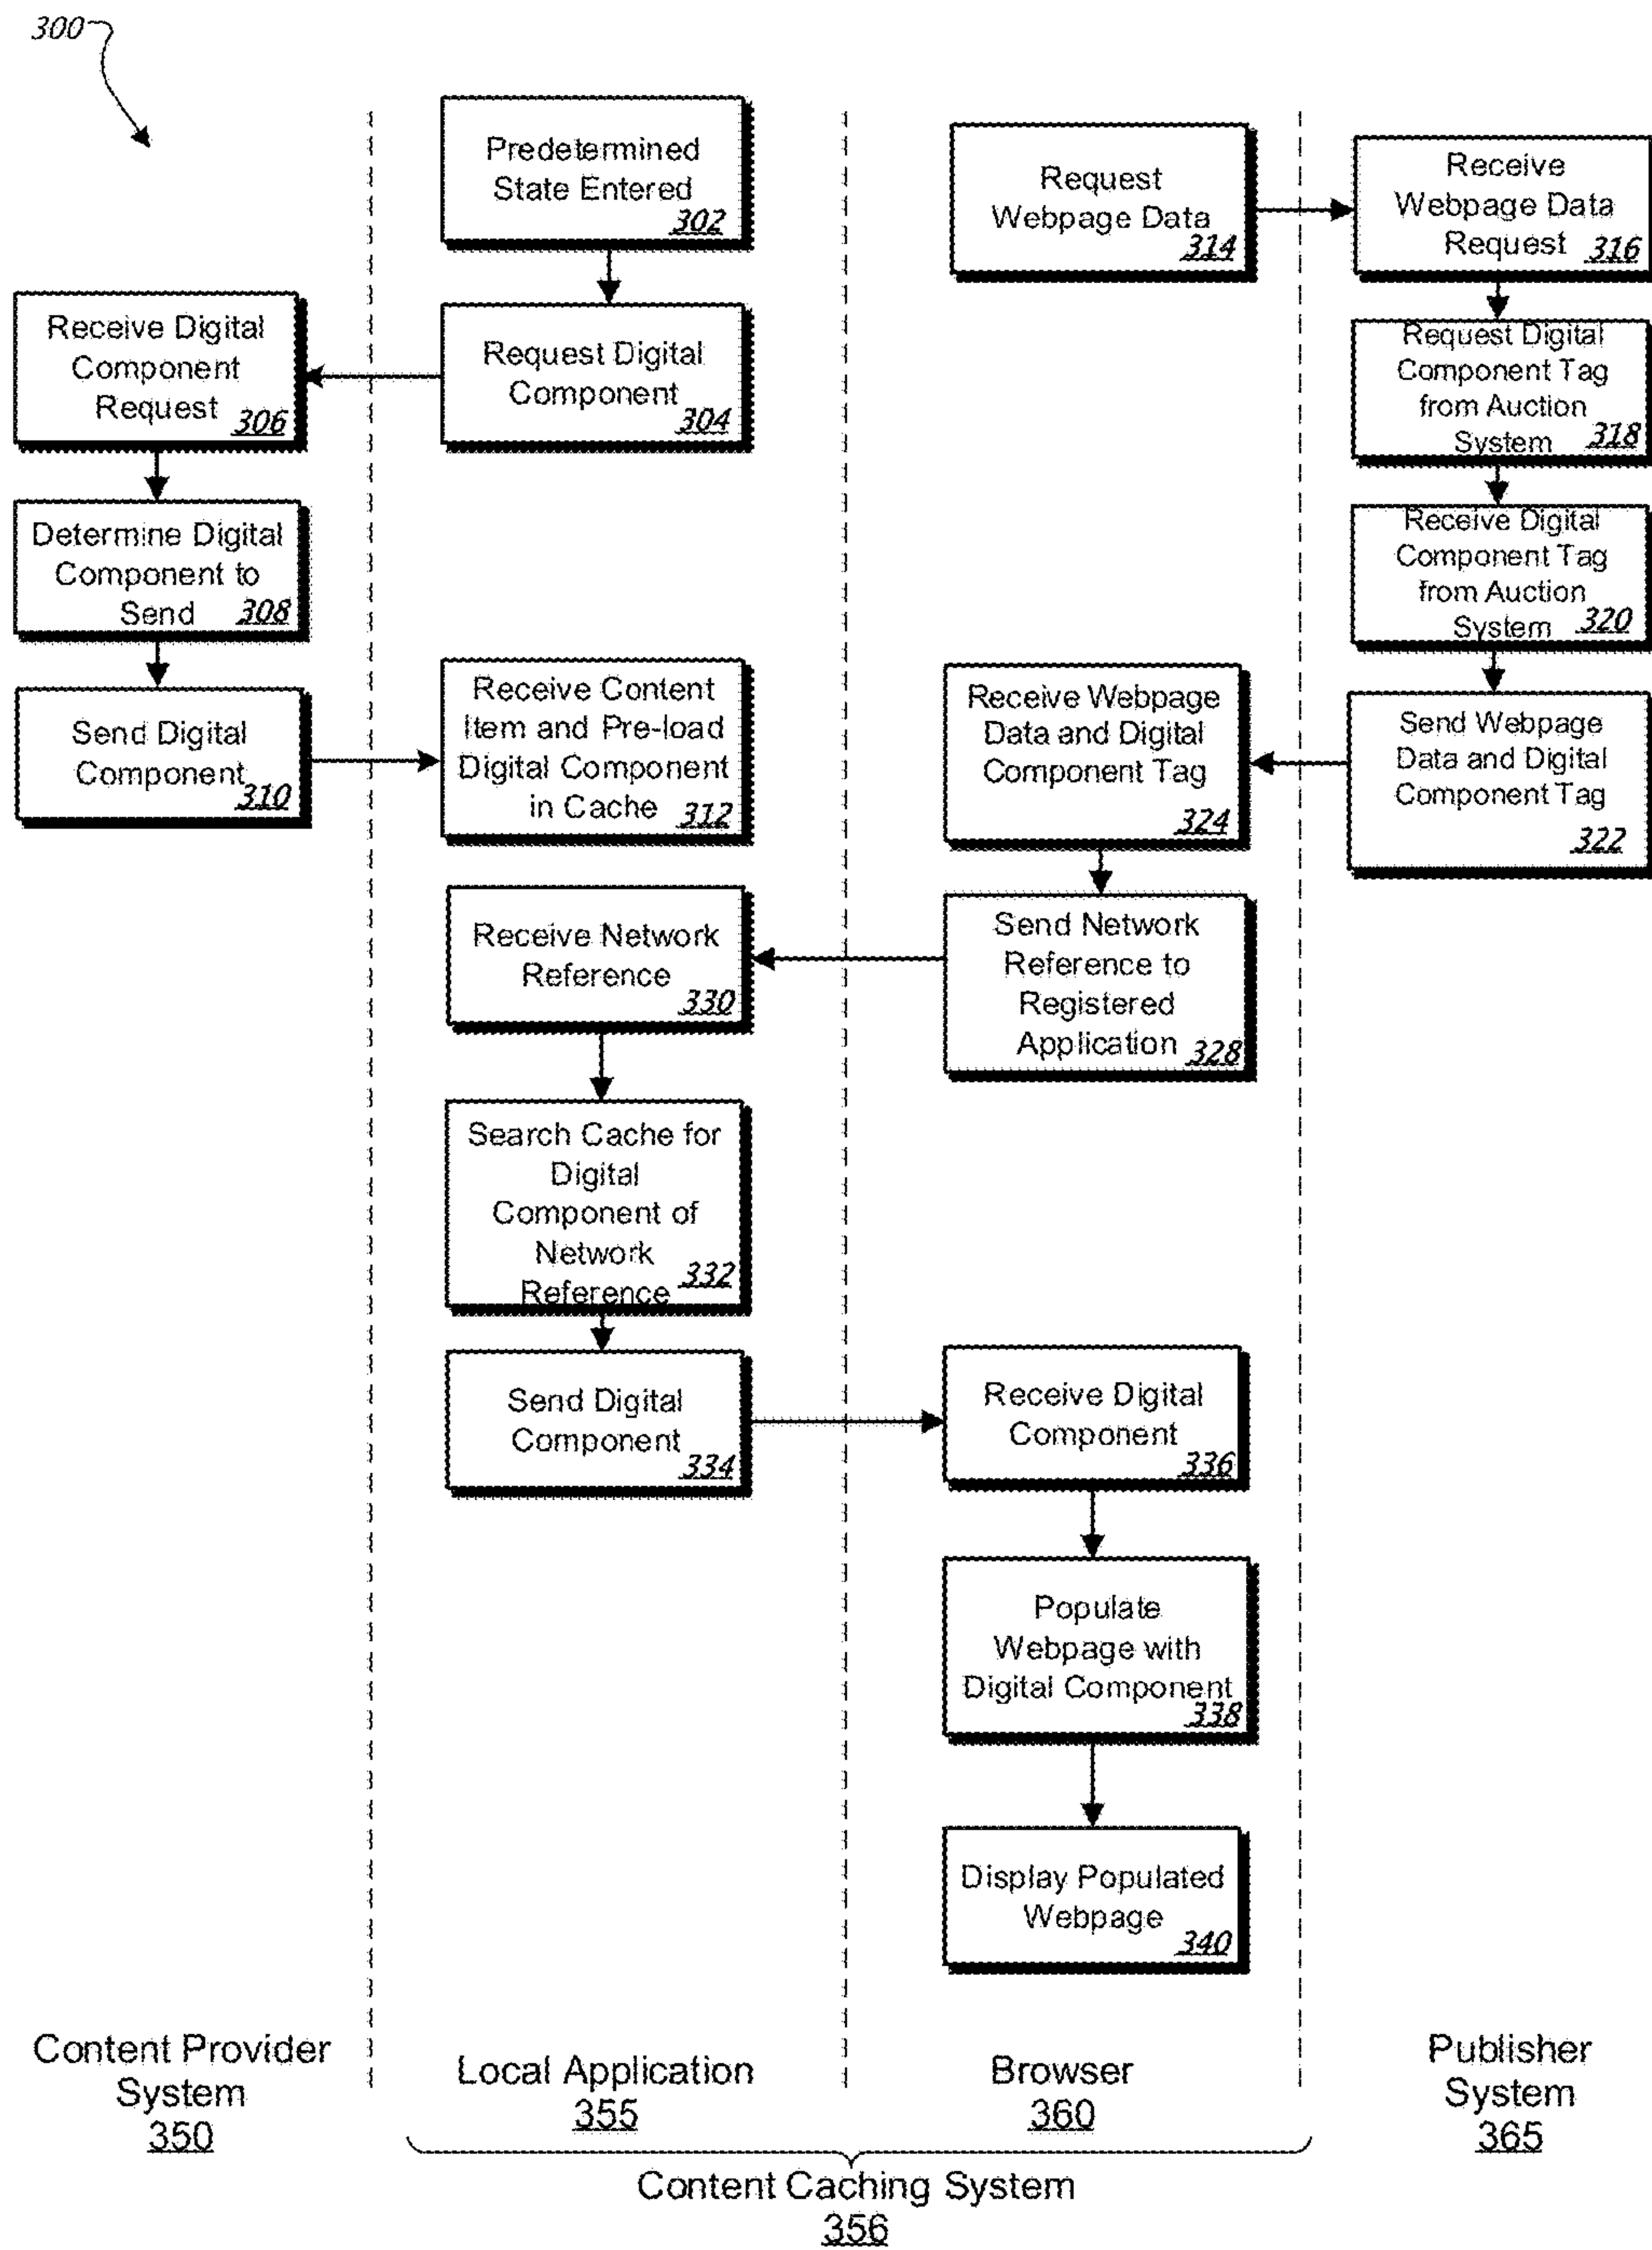 300
Predetermined
State Entered
302
Request
Webpage Data
314
Receive
Webpage Data
Request
316
Receive Digital
Component
Request
306
Request Digital
Component
304
Request Digital
Component Tag
from Auction
System
318
Determine Digital
Component to
Send
308
Receive Digital
Component Tag
from Auction
System
320
Send Digital
Component
310
Receive Content
Item and Pre-load
Digital Component
in Cache
312
Receive Webpage
Data and Digital
Component Tag
324
Send Webpage
Data and Digital
Component Tag
322
Receive Network
Reference
330
Send Network
Reference to
Registered
Application
328
Search Cache for
Digital
Component of
Network
Reference
332
Send Digital
Component
334
Receive Digital
Component
336
Populate
Webpage with
Digital Component
338
Display Populated
Webpage
340
Content Provider
System
350
Local Application
355
Browser
360
Publisher
System
365
Content Caching System
356